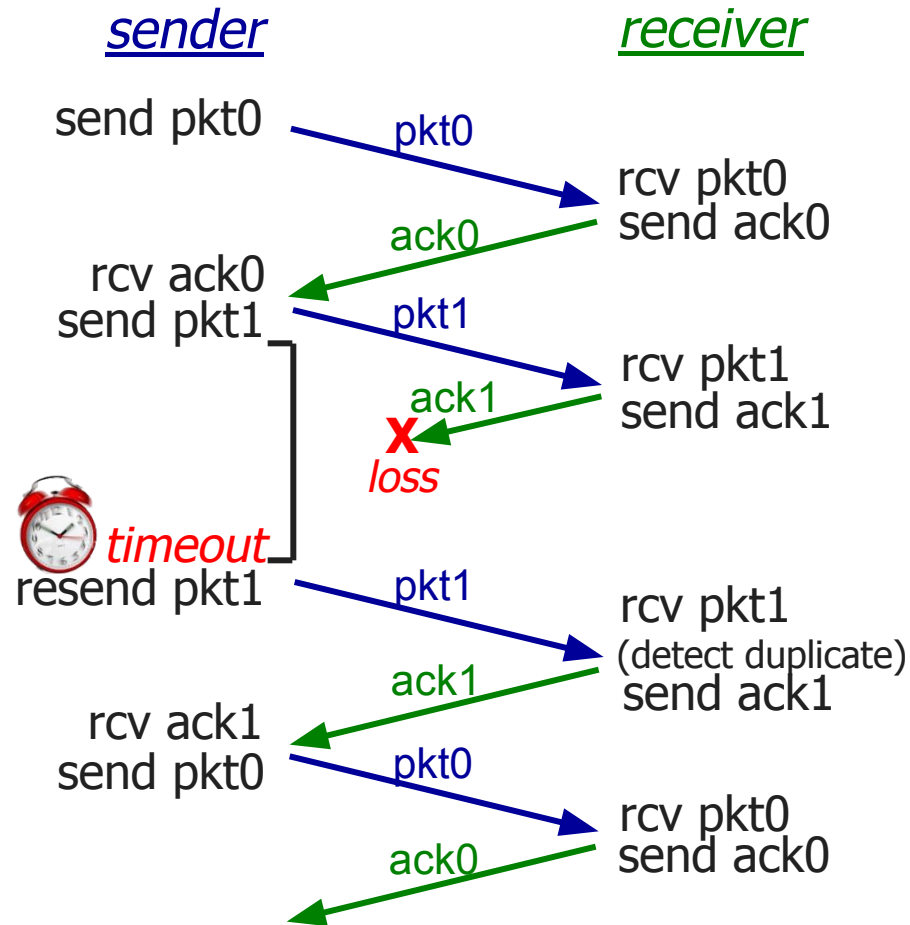 sender
receiver
send pkt0
pkt0
rcv pkt0
send ack0
ack0
rcv ack0
send pkt1
pkt1
rcv pkt1
send ack1
ack1
X
loss
timeout
resend pkt1
pkt1
rcv pkt1
(detect duplicate)
send ack1
ack1
rcv ack1
send pkt0
pkt0
rcv pkt0
send ack0
ack0